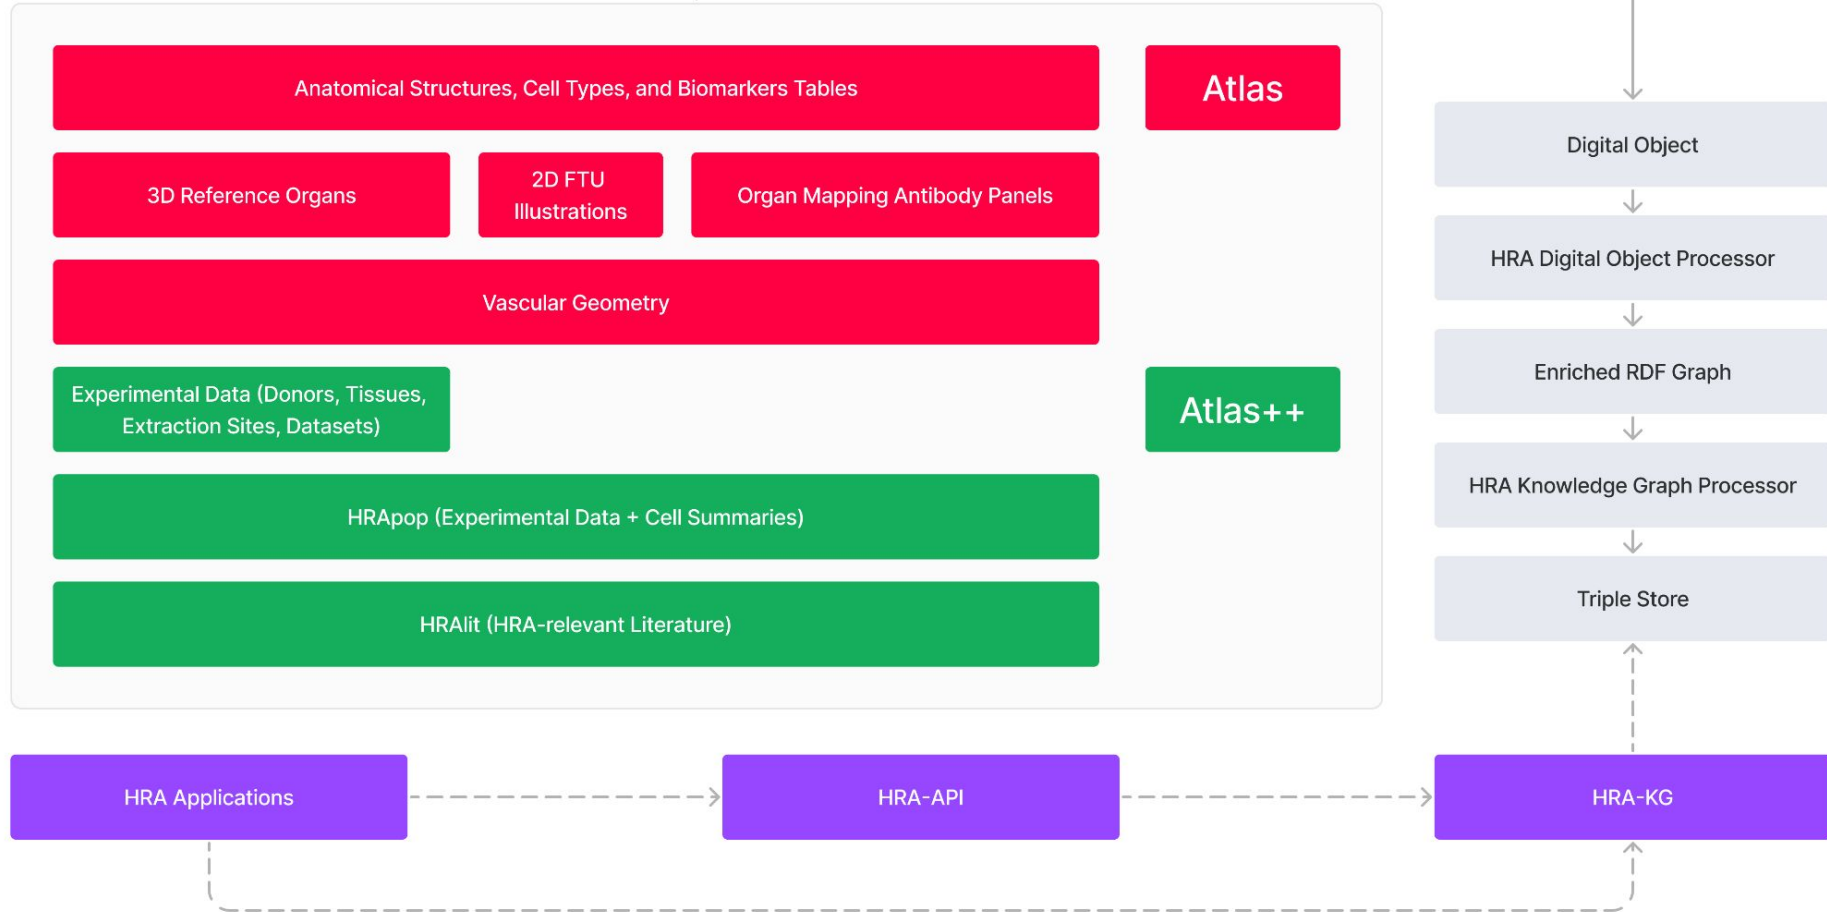 Anatomical Structures, Cell Types, and Biomarkers Tables
Atlas
3D Reference Organs
2D FTU
Illustrations
Organ Mapping Antibody Panels
Vascular Geometry
Experimental Data (Donors, Tissues,
Extraction Sites, Datasets)
Atlas++
HRApop (Experimental Data + Cell Summaries)
HRAlit (HRA-relevant Literature)
Digital Object
HRA Digital Object Processor
Enriched RDF Graph
HRA Knowledge Graph Processor
Triple Store
HRA Applications
HRA-API
HRA-KG